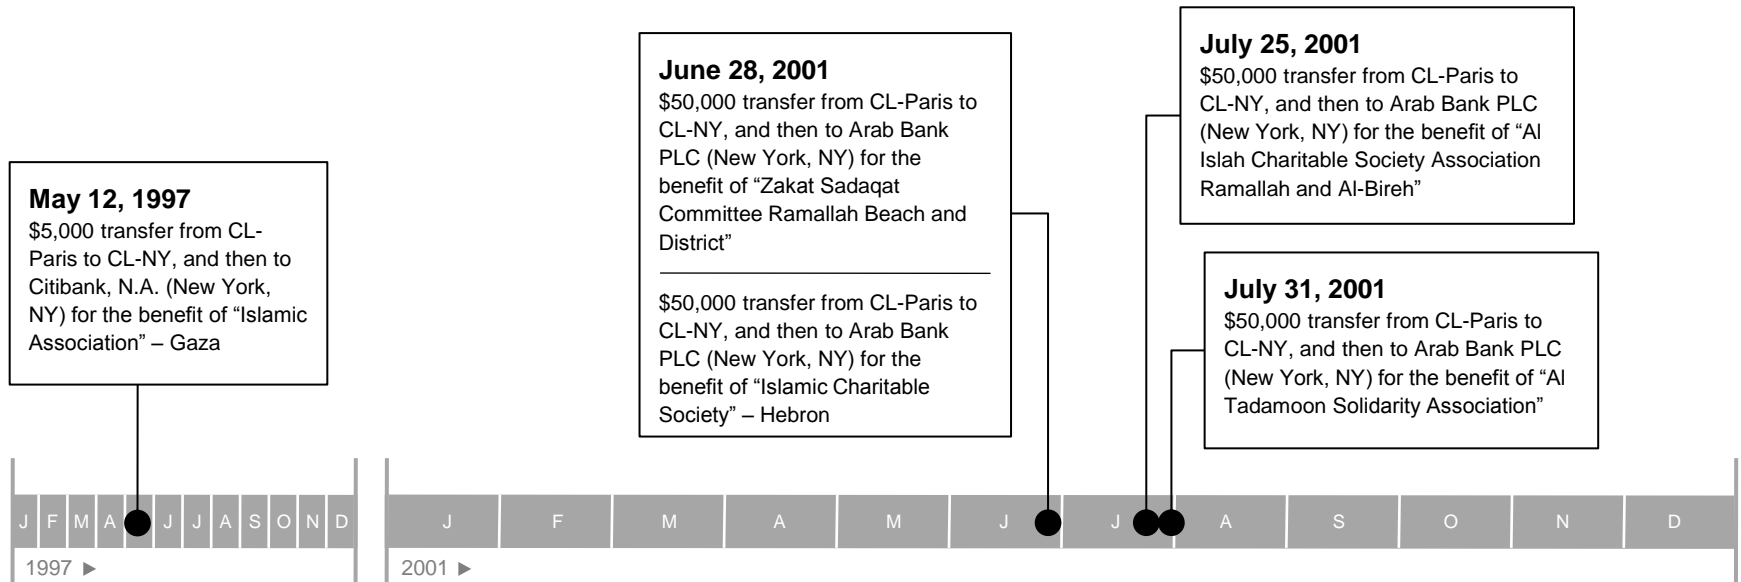 May 12, 1997
$5,000 transfer from CL-
Paris to CL-NY, and then to
Citibank, N.A. (New York,
NY) for the benefit of “Islamic
Association” – Gaza
June 28, 2001
$50,000 transfer from CL-Paris to
CL-NY, and then to Arab Bank
PLC (New York, NY) for the
benefit of “Zakat Sadaqat
Committee Ramallah Beach and
District”
$50,000 transfer from CL-Paris to
CL-NY, and then to Arab Bank
PLC (New York, NY) for the
benefit of “Islamic Charitable
Society” – Hebron
July 25, 2001
$50,000 transfer from CL-Paris to
CL-NY, and then to Arab Bank PLC
(New York, NY) for the benefit of “Al
Islah Charitable Society Association
Ramallah and Al-Bireh”
July 31, 2001
$50,000 transfer from CL-Paris to
CL-NY, and then to Arab Bank PLC
(New York, NY) for the benefit of “Al
Tadamoon Solidarity Association”
J F M A J J A S O N D
1997 ►
J F M A M J J A S O N D
2001 ►